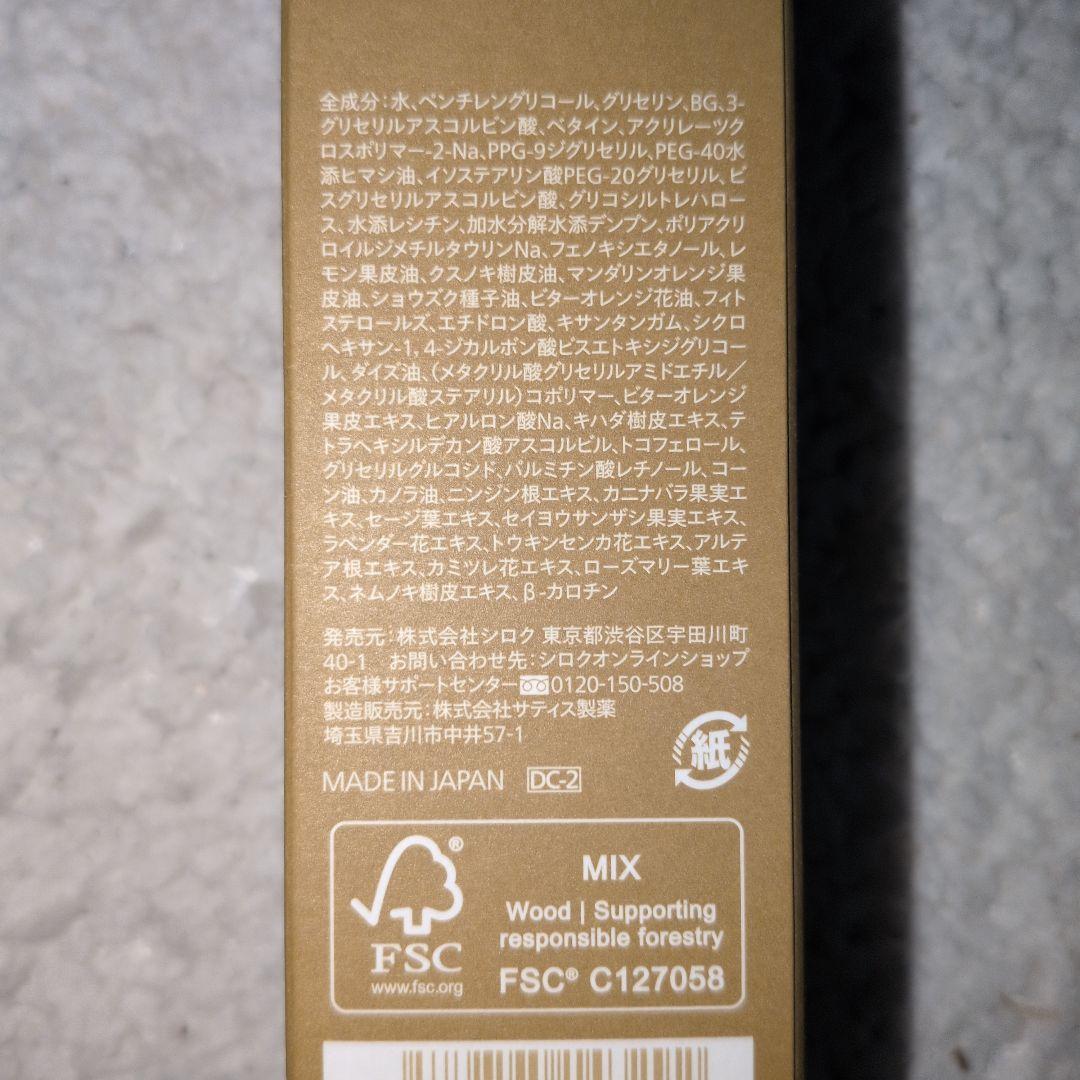 全成分：水、ペンチレングリコール、グリセリン、BG、3-
グリセリルアスコルビン酸、ベタイン、アクリレーツク
ロスポリマー-2-Na、PPG-9ジグリセリル、PEG-40水
添ヒマシ油、イソステアリン酸PEG-20グリセリル、ビ
スグリセリルアスコルビン酸、グリコシルトレハロー
ス、水添レシチン、加水分解水添デンプン、ポリアクリ
ロイルジメチルタウリンNa、フェノキシエタノール、レ
モン果皮油、クスノキ樹皮油、マンダリンオレンジ果
皮油、ショウズク種子油、ビターオレンジ花油、フィト
ステロールズ、エチドロン酸、キサンタンガム、シクロ
ヘキサン-1, 4-ジカルボン酸ビスエトキシジグリコー
ル、ダイズ油、（メタクリル酸グリセリルアミドエチル／
メタクリル酸ステアリル）コポリマー、ビターオレンジ
果皮エキス、ヒアルロン酸Na、キハダ樹皮エキス、テ
トラヘキシルデカン酸アスコルビル、トコフェロール、
グリセリルグルコシド、パルミチン酸レチノール、コー
ン油、カノラ油、ニンジン根エキス、カニナバラ果実エ
キス、セージ葉エキス、セイヨウサンザシ果実エキス、
ラベンダー花エキス、トウキンセンカ花エキス、アルテ
ア根エキス、カミツレ花エキス、ローズマリー葉エキ
ス、ネムノキ樹皮エキス、β-カロチン
発売元：株式会社シロク 東京都渋谷区宇田川町
40-1 お問い合わせ先：シロクオンラインショップ
お客様サポートセンター 0120-150-508
製造販売元：株式会社サティス製薬
埼玉県吉川市中井57-1
紙
MADE IN JAPAN DC-2
FSC®
www.fsc.org
MIX
Wood | Supporting
responsible forestry
FSC® C127058